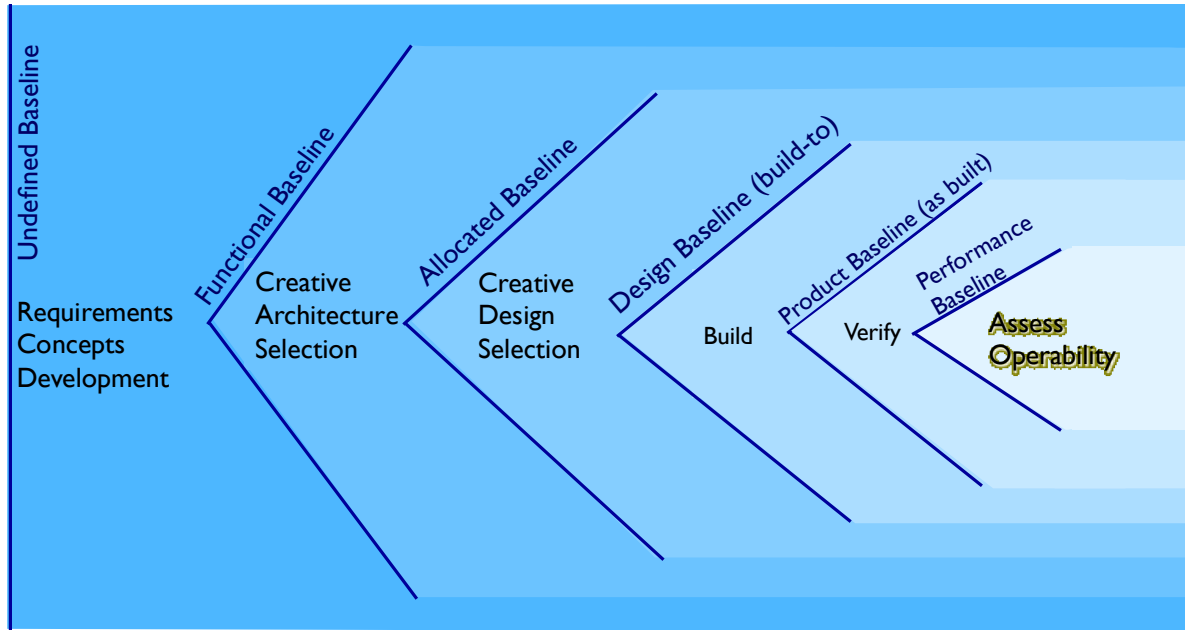 Undefined Baseline
Requirements
Concepts
Development
Functional Baseline
Creative
Architecture
Selection
Allocated Baseline
Creative
Design
Selection
Design Baseline (build-to)
Build
Product Baseline (as built)
Verify
Performance
Baseline
Assess
Operability